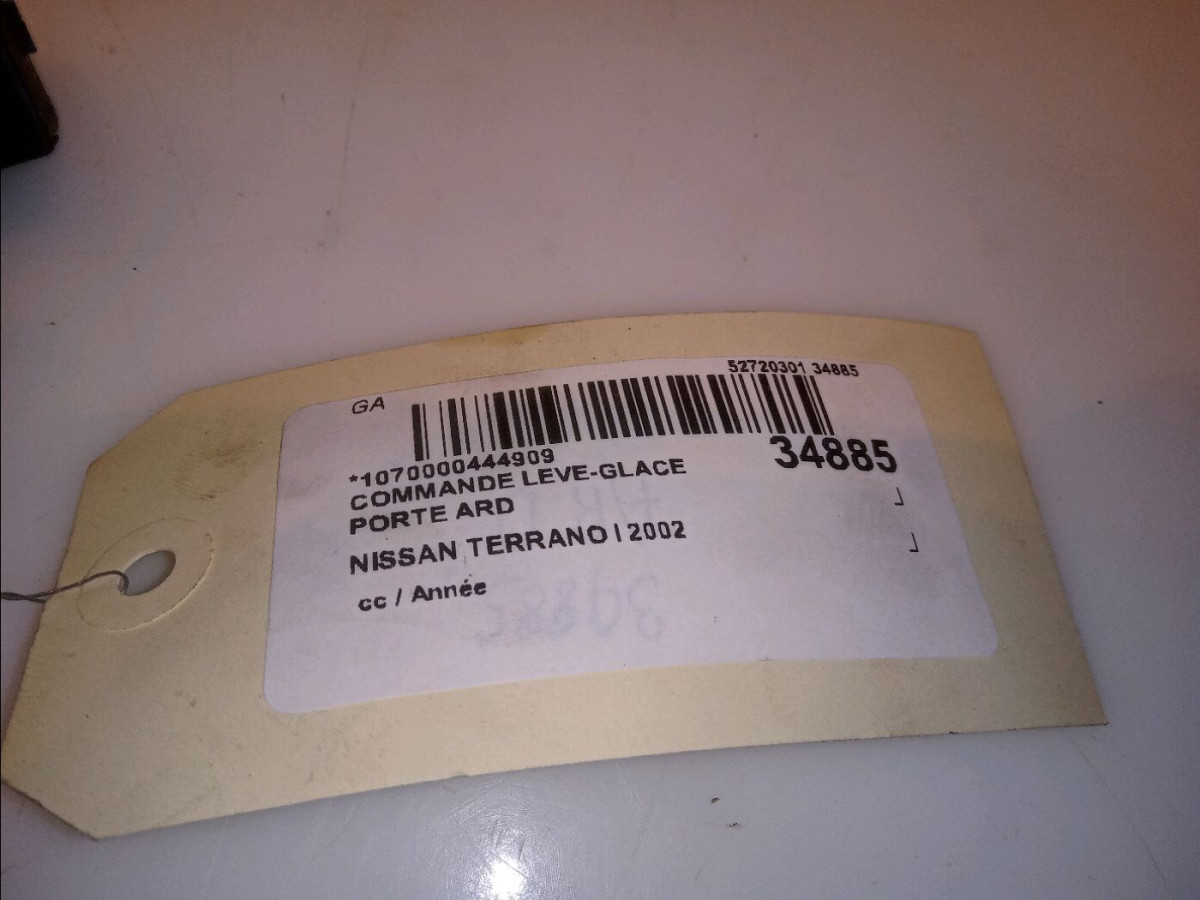 52720301 34885
GA
34885
*1070000444909
COMMANDE LEVE-GLACE
PORTE ARD
NISSAN TERRANO I 2002
cc / Année